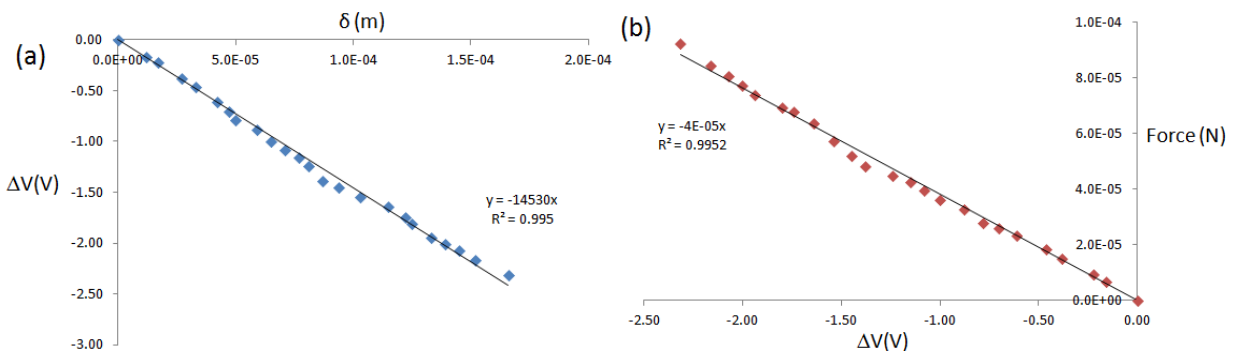 (a)
δ (m)
0.00
0.0E+00 5.0E-05 1.0E-04 1.5E-04 2.0E-04
-0.50
-1.00
ΔV(V)
-1.50
y = -14530x
R² = 0.995
-2.00
-2.50
-3.00
(b)
1.0E-04
8.0E-05
y = -4E-05x
R² = 0.9952
6.0E-05
Force (N)
4.0E-05
2.0E-05
0.0E+00
-2.50 -2.00 -1.50 -1.00 -0.50 0.00
ΔV(V)